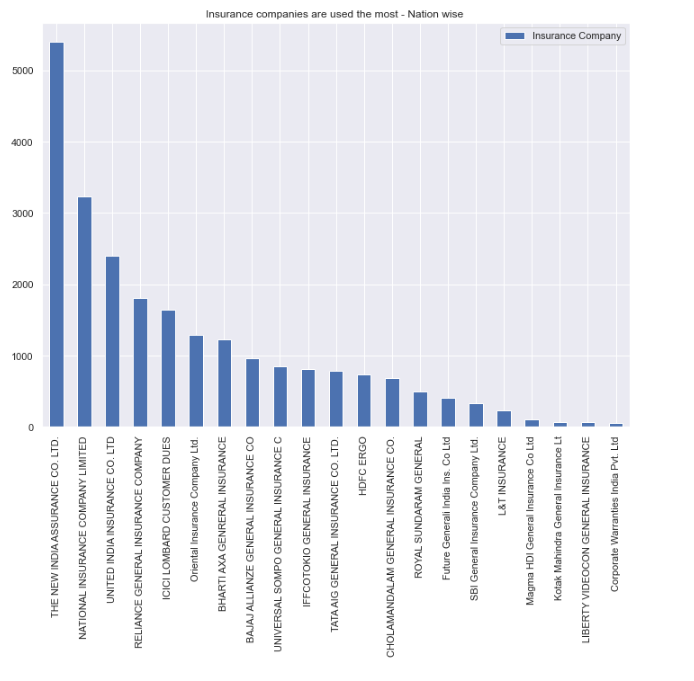 Insurance companies are used the most - Nation wise
Insurance Company
5000
4000
3000
2000
1000
0
THE NEW INDIA ASSURANCE CO. LTD.
NATIONAL INSURANCE COMPANY LIMITED
UNITED INDIA INSURANCE CO. LTD
RELIANCE GENERAL INSURANCE COMPANY
ICICI LOMBARD CUSTOMER DUES
Oriental Insurance Company Ltd.
BHARTI AXA GENRERAL INSURANCE
BAJAJ ALLIANZE GENERAL INSURANCE CO
UNIVERSAL SOMPO GENERAL INSURANCE C
IFFCOTOKIO GENERAL INSURANCE
TATA AIG GENERAL INSURANCE CO. LTD.
HDFC ERGO
CHOLAMANDALAM GENERAL INSURANCE CO.
ROYAL SUNDARAM GENERAL
Future Generali India Ins. Co Ltd
SBI General Insurance Company Ltd.
L&T INSURANCE
Magma HDI General Insurance Co Ltd
Kotak Mahindra General Insurance Lt
LIBERTY VIDEOCON GENERAL INSURANCE
Corporate Warranties India Pvt. Ltd